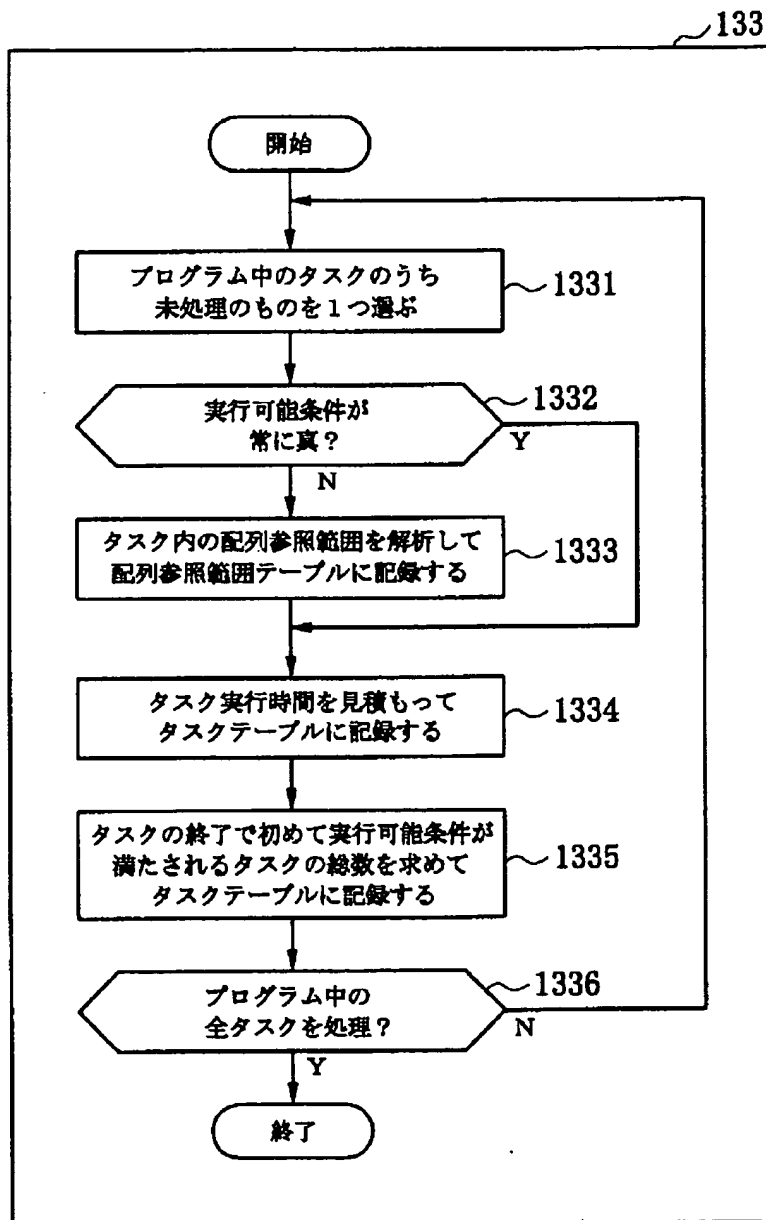 133
開始
プログラム中のタスクのうち
未処理のものを１つ選ぶ
1331
実行可能条件が
常に真？
1332
Y
N
タスク内の配列参照範囲を解析して
配列参照範囲テーブルに記録する
1333
タスク実行時間を見積もって
タスクテーブルに記録する
1334
タスクの終了で初めて実行可能条件が
満たされるタスクの総数を求めて
タスクテーブルに記録する
1335
プログラム中の
全タスクを処理？
1336
N
Y
終了